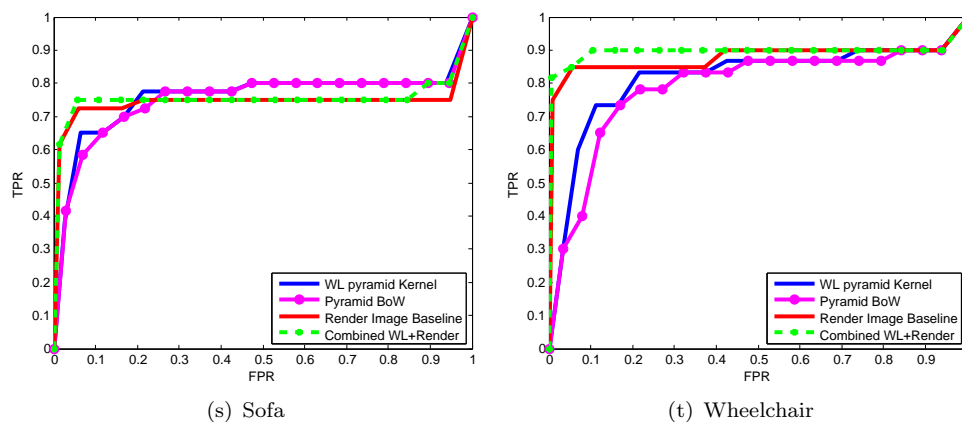 1
0.9
0.8
0.7
0.6
0.5
0.4
0.3
0.2
0.1
0
TPR
0 0.1 0.2 0.3 0.4 0.5 0.6 0.7 0.8 0.9 1
FPR
WL pyramid Kernel
Pyramid BoW
Render Image Baseline
Combined WL+Render
(s) Sofa
1
0.9
0.8
0.7
0.6
0.5
0.4
0.3
0.2
0.1
0
TPR
0 0.1 0.2 0.3 0.4 0.5 0.6 0.7 0.8 0.9
FPR
WL pyramid Kernel
Pyramid BoW
Render Image Baseline
Combined WL+Render
(t) Wheelchair